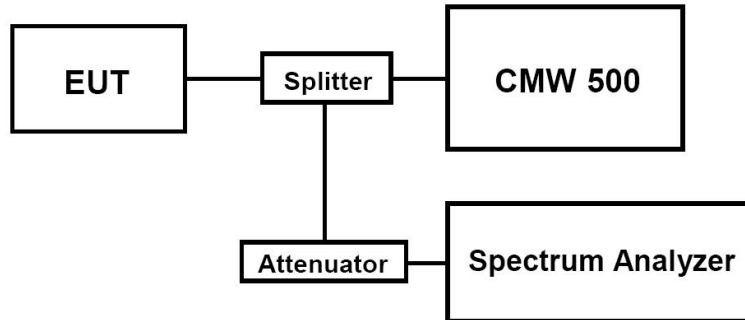 EUT
Splitter
CMW 500
Attenuator
Spectrum Analyzer